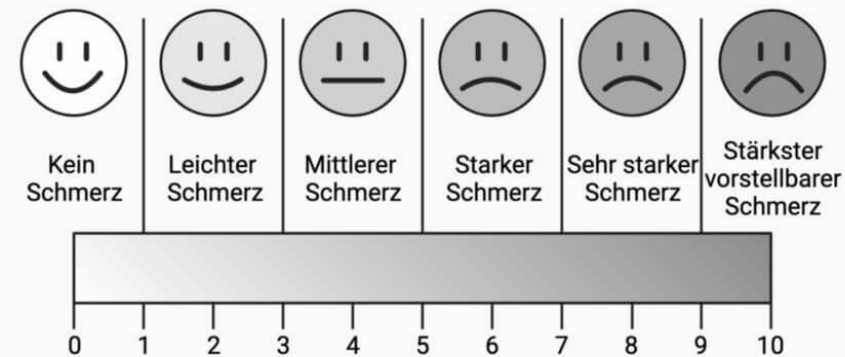 Kein
Schmerz
Leichter
Schmerz
Mittlerer
Schmerz
Starker
Schmerz
Sehr starker
Schmerz
Stärkster
vorstellbarer
Schmerz
0 1 2 3 4 5 6 7 8 9 10